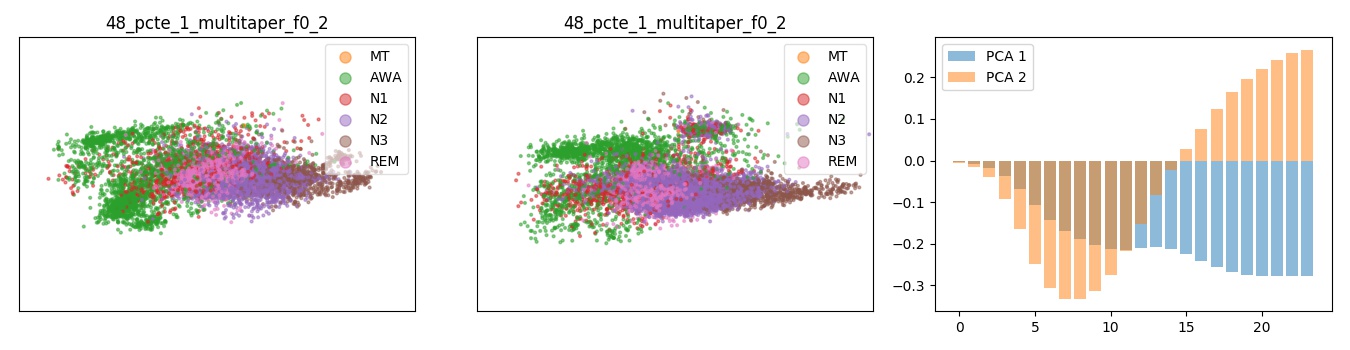 48_pcte_1_multitaper_f0_2
MT
AWA
N1
N2
N3
REM
48_pcte_1_multitaper_f0_2
MT
AWA
N1
N2
N3
REM
PCA 1
PCA 2
0.2
0.1
0.0
−0.1
−0.2
−0.3
0
5
10
15
20